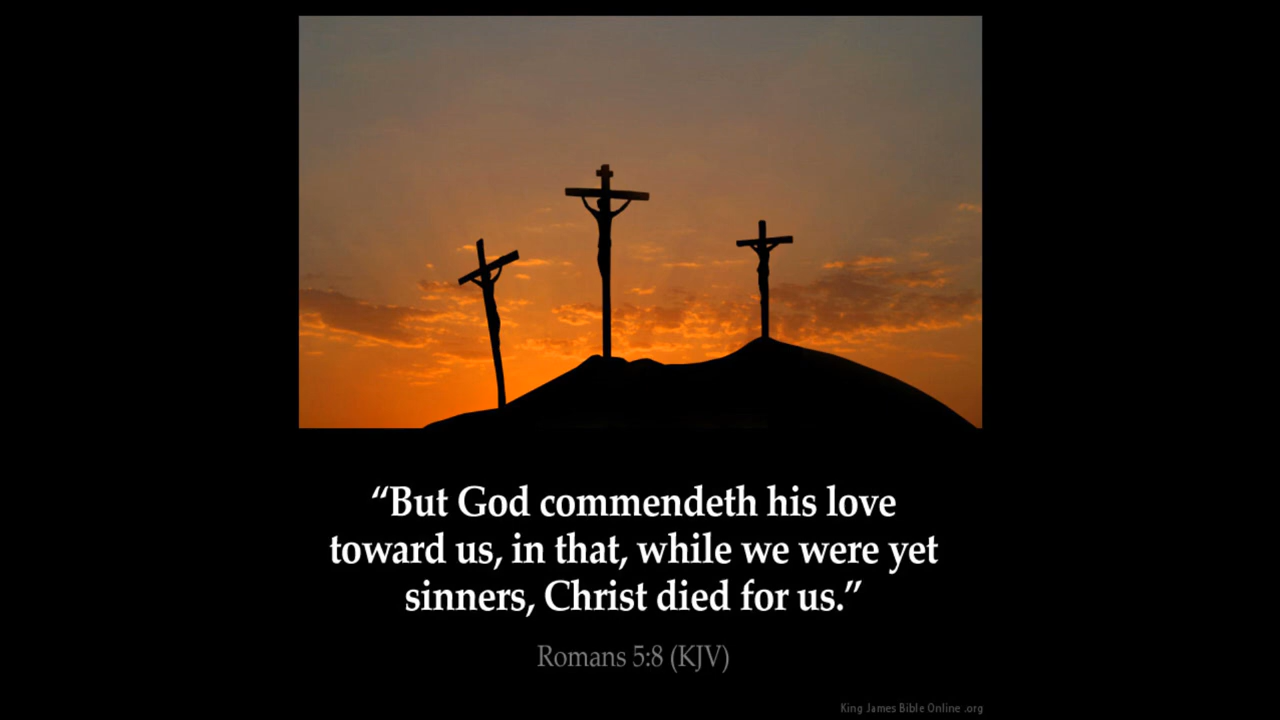 “But God commendeth his love
toward us, in that, while we were yet
sinners, Christ died for us.”
Romans 5:8 (KJV)
King James Bible Online .org